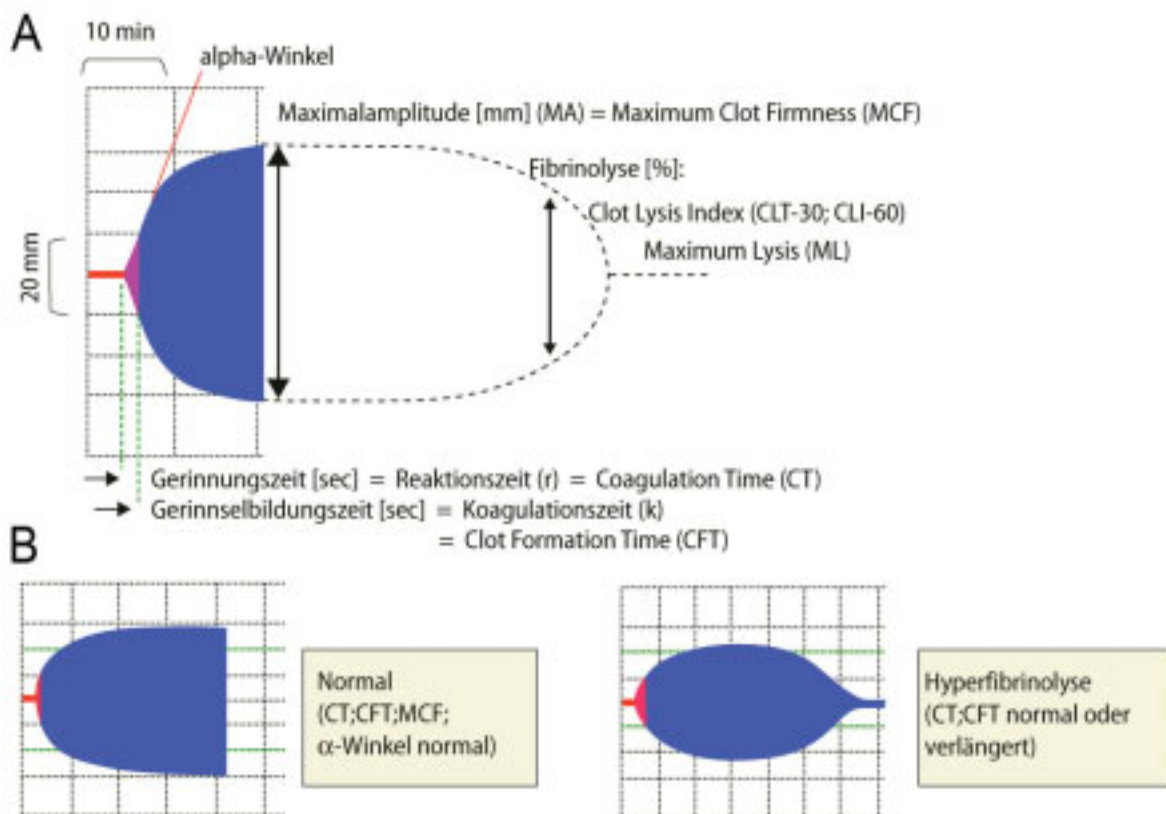 A
10 min
alpha-Winkel
Maximalamplitude [mm] (MA) = Maximum Clot Firmness (MCF)
Fibrinolyse [%]:
Clot Lysis Index (CLT-30; CLI-60)
Maximum Lysis (ML)
20 mm
Gerinnungszeit [sec] = Reaktionszeit (r) = Coagulation Time (CT)
Gerinnselbildungszeit [sec] = Koagulationszeit (k)
= Clot Formation Time (CFT)
B
Normal
(CT;CFT;MCF;
α-Winkel normal)
Hyperfibrinolyse
(CT;CFT normal oder
verlängert)